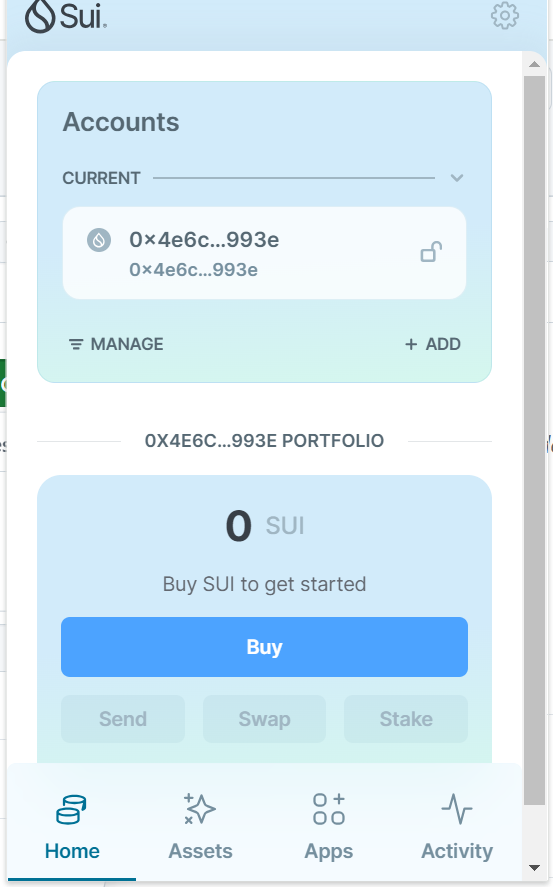 Sui
Accounts
CURRENT
0×4e6c...993e
0×4e6c...993e
MANAGE
+ ADD
0X4E6C...993E PORTFOLIO
0 SUI
Buy SUI to get started
Buy
Send Swap Stake
Home Assets Apps Activity